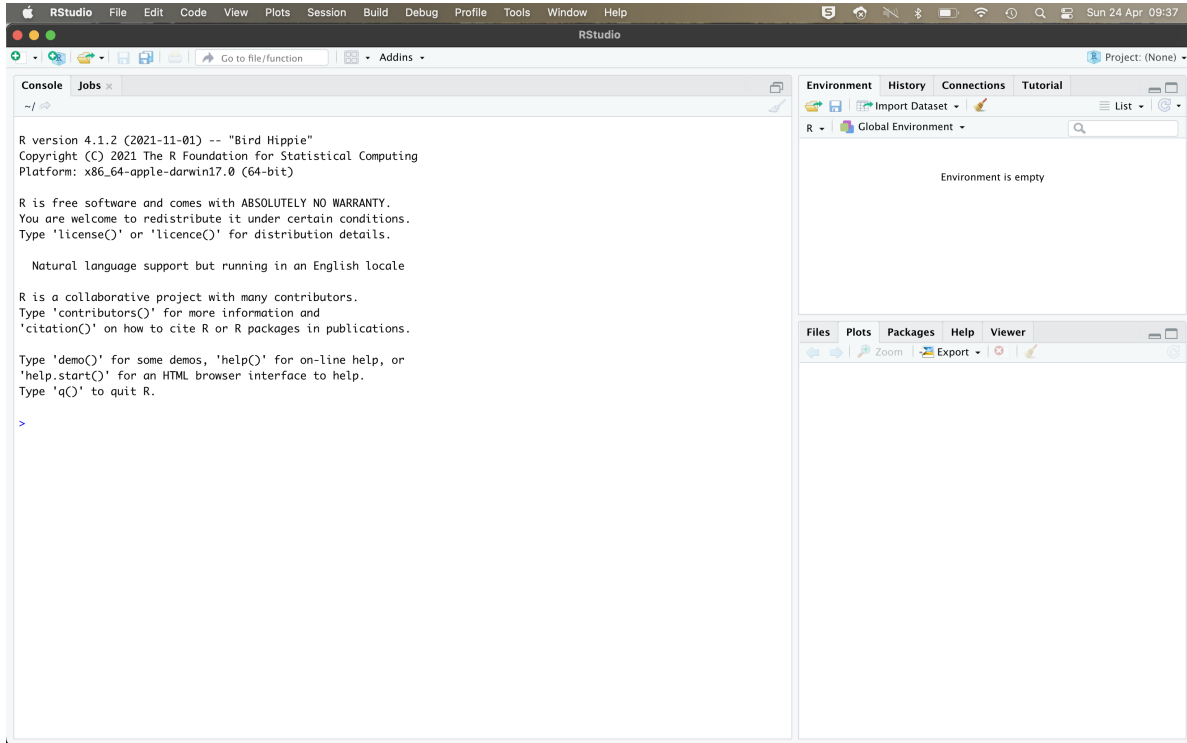 RStudio File Edit Code View Plots Session Build Debug Profile Tools Window Help 5 Sun 24 Apr 09:37
RStudio
Go to file/function Addins Project: (None)
Console Jobs
~/
R version 4.1.2 (2021-11-01) -- "Bird Hippie"
Copyright (C) 2021 The R Foundation for Statistical Computing
Platform: x86_64-apple-darwin17.0 (64-bit)
R is free software and comes with ABSOLUTELY NO WARRANTY.
You are welcome to redistribute it under certain conditions.
Type 'license()' or 'licence()' for distribution details.
Natural language support but running in an English locale
R is a collaborative project with many contributors.
Type 'contributors()' for more information and
'citation()' on how to cite R or R packages in publications.
Type 'demo()' for some demos, 'help()' for on-line help, or
'help.start()' for an HTML browser interface to help.
Type 'q()' to quit R.
>
Environment History Connections Tutorial
Import Dataset List
R Global Environment
Environment is empty
Files Plots Packages Help Viewer
Zoom Export